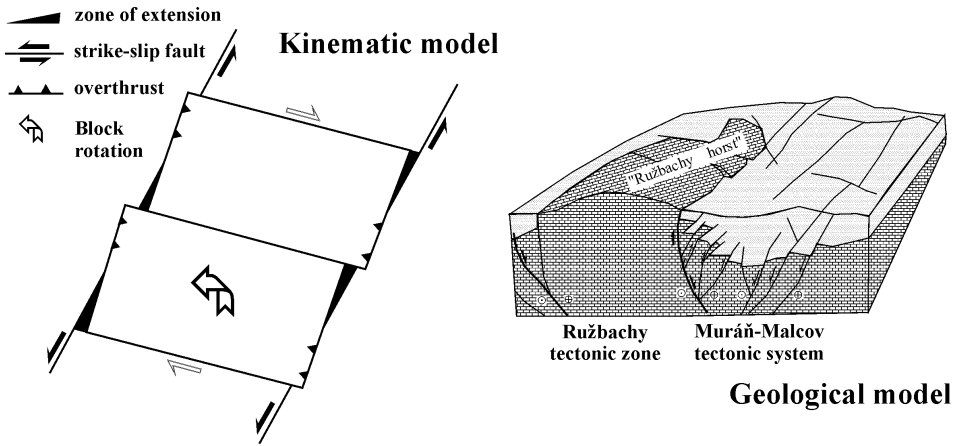 zone of extension
strike-slip fault
overthrust
Block
rotation
Kinematic model
"Ružbachy horst"
Ružbachy
tectonic zone
Muráň-Malcov
tectonic system
Geological model